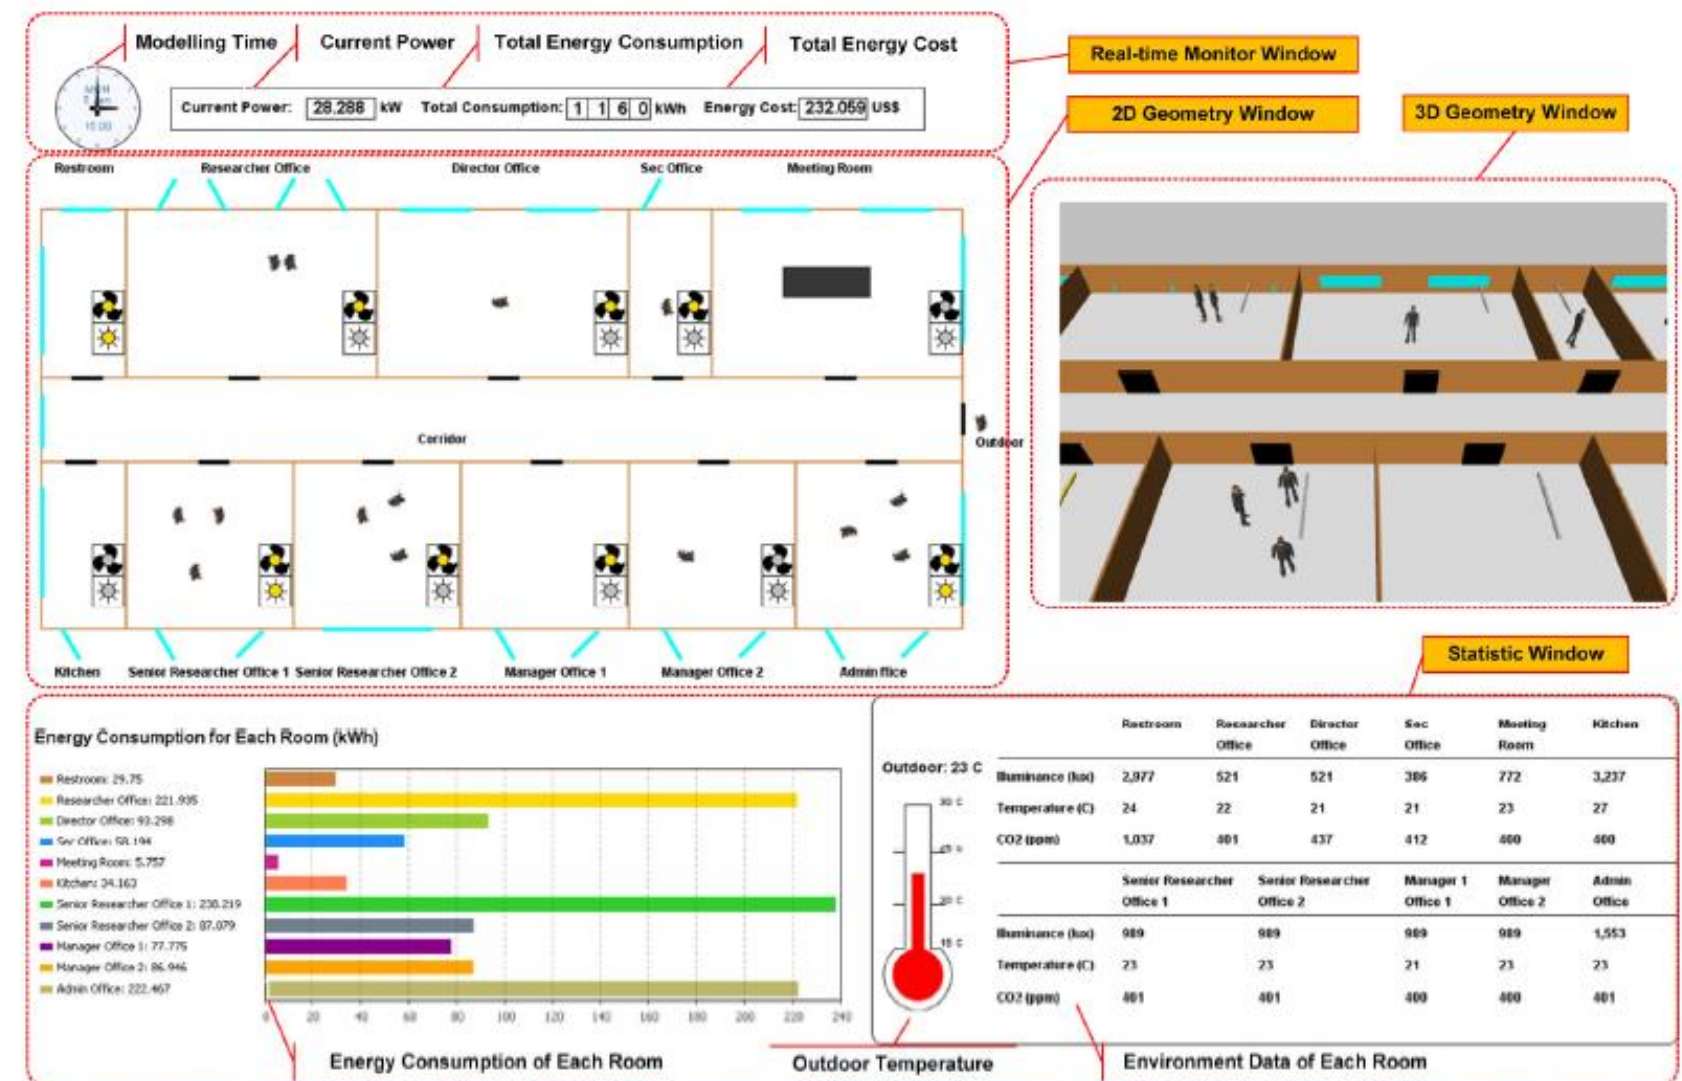 Modelling Time
Current Power
Total Energy Consumption
Total Energy Cost
Real-time Monitor Window
Current Power: 28.288 kW Total Consumption: 1 1 6 0 kWh Energy Cost: 232.059 US$
2D Geometry Window
3D Geometry Window
Restroom Researcher Office Director Office Sec Office Meeting Room
Corridor
Outdoor
Kitchen Senior Researcher Office 1 Senior Researcher Office 2 Manager Office 1 Manager Office 2 Admin ffice
Statistic Window
Energy Consumption for Each Room (kWh)
Restroom: 29.75
Researcher Office: 221.935
Director Office: 93.298
Sec Office: 58.194
Meeting Room: 5.757
Kitchen: 34.163
Senior Researcher Office 1: 238.219
Senior Researcher Office 2: 87.079
Manager Office 1: 77.775
Manager Office 2: 86.946
Admin Office: 222.467
0 20 40 60 80 100 120 140 160 180 200 220 240
Outdoor: 23 C
30 C
20 C
15 C
Restroom Researcher Office Director Office Sec Office Meeting Room Kitchen
Illuminance (lux) 2,977 521 521 386 772 3,237
Temperature (C) 24 22 21 21 23 27
CO2 (ppm) 1,037 401 437 412 400 400
Senior Researcher Office 1 Senior Researcher Office 2 Manager 1 Office 1 Manager Office 2 Admin Office
Illuminance (lux) 989 989 989 989 1,553
Temperature (C) 23 23 21 23 23
CO2 (ppm) 401 401 400 400 401
Energy Consumption of Each Room
Outdoor Temperature
Environment Data of Each Room